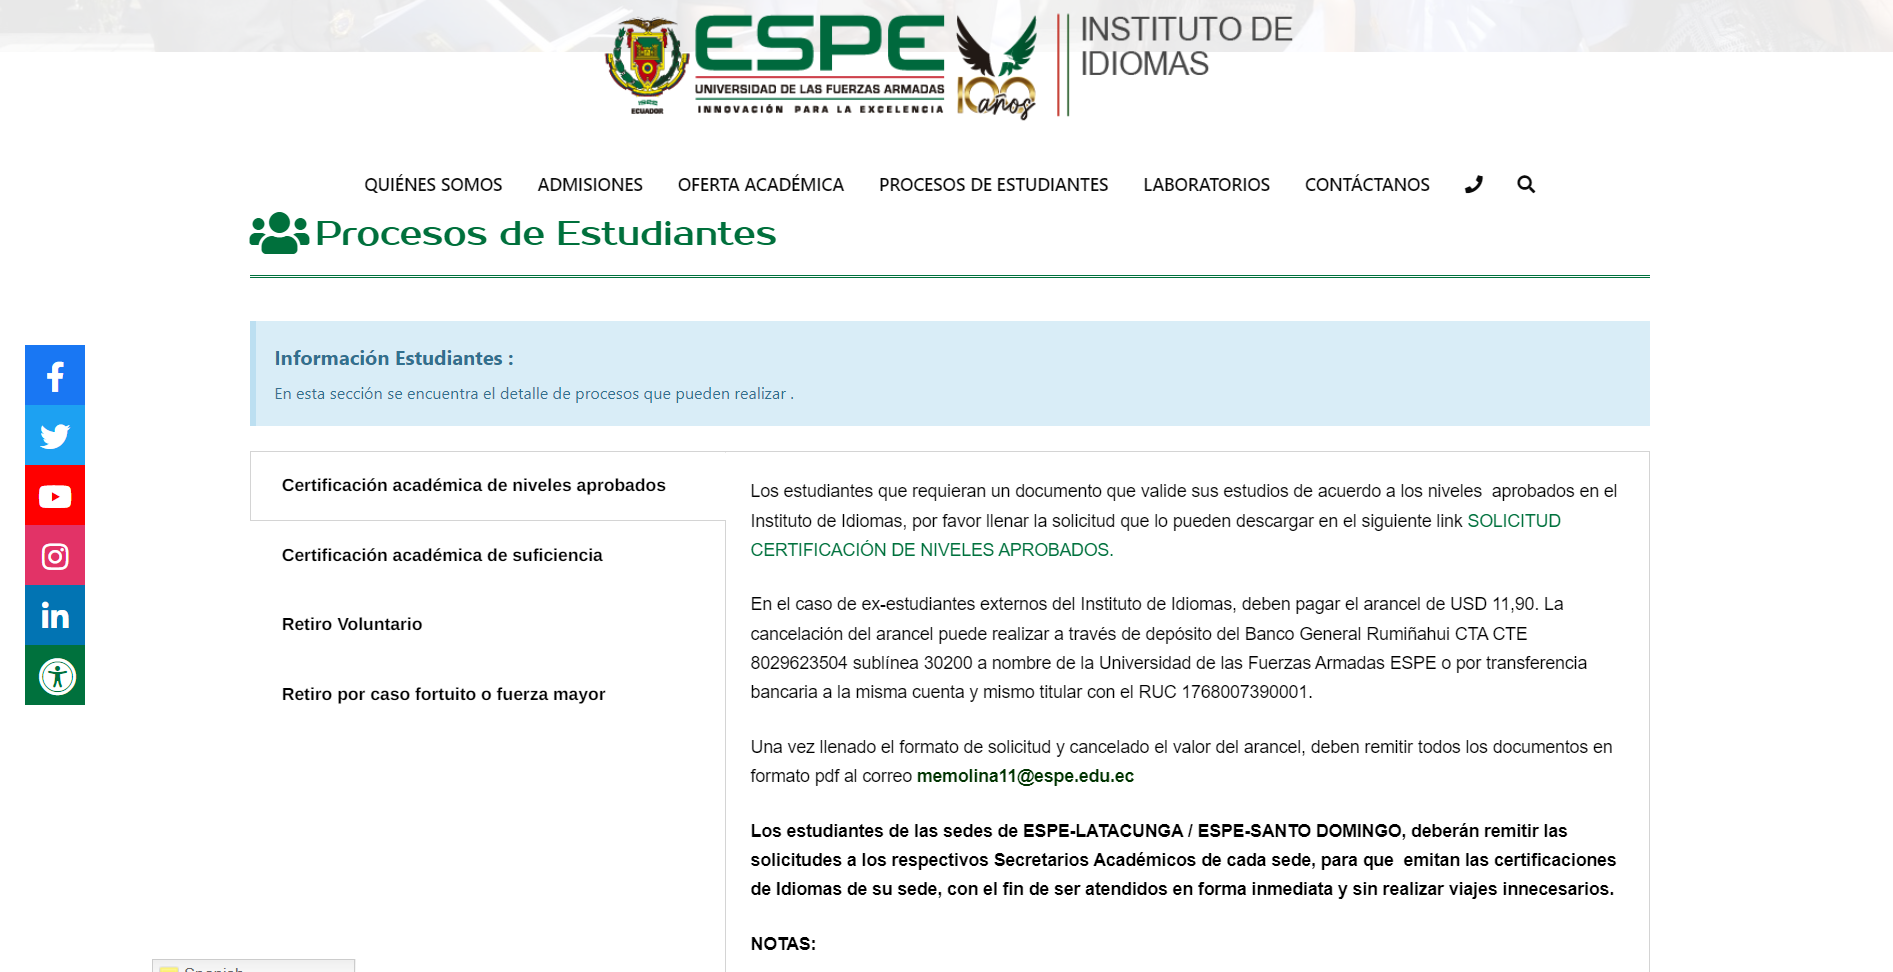 ESPE
UNIVERSIDAD DE LAS FUERZAS ARMADAS
INNOVACIÓN PARA LA EXCELENCIA
ECUADOR
100
años
INSTITUTO DE
IDIOMAS
QUIÉNES SOMOS ADMISIONES OFERTA ACADÉMICA PROCESOS DE ESTUDIANTES LABORATORIOS CONTÁCTANOS
Procesos de Estudiantes
Información Estudiantes :
En esta sección se encuentra el detalle de procesos que pueden realizar .
Certificación académica de niveles aprobados
Certificación académica de suficiencia
Retiro Voluntario
Retiro por caso fortuito o fuerza mayor
Los estudiantes que requieran un documento que valide sus estudios de acuerdo a los niveles  aprobados en el
Instituto de Idiomas, por favor llenar la solicitud que lo pueden descargar en el siguiente link SOLICITUD
CERTIFICACIÓN DE NIVELES APROBADOS.
En el caso de ex-estudiantes externos del Instituto de Idiomas, deben pagar el arancel de USD 11,90. La
cancelación del arancel puede realizar a través de depósito del Banco General Rumiñahui CTA CTE
8029623504 sublínea 30200 a nombre de la Universidad de las Fuerzas Armadas ESPE o por transferencia
bancaria a la misma cuenta y mismo titular con el RUC 1768007390001.
Una vez llenado el formato de solicitud y cancelado el valor del arancel, deben remitir todos los documentos en
formato pdf al correo memolina11@espe.edu.ec
Los estudiantes de las sedes de ESPE-LATACUNGA / ESPE-SANTO DOMINGO, deberán remitir las
solicitudes a los respectivos Secretarios Académicos de cada sede, para que  emitan las certificaciones
de Idiomas de su sede, con el fin de ser atendidos en forma inmediata y sin realizar viajes innecesarios.
NOTAS:
Spanish